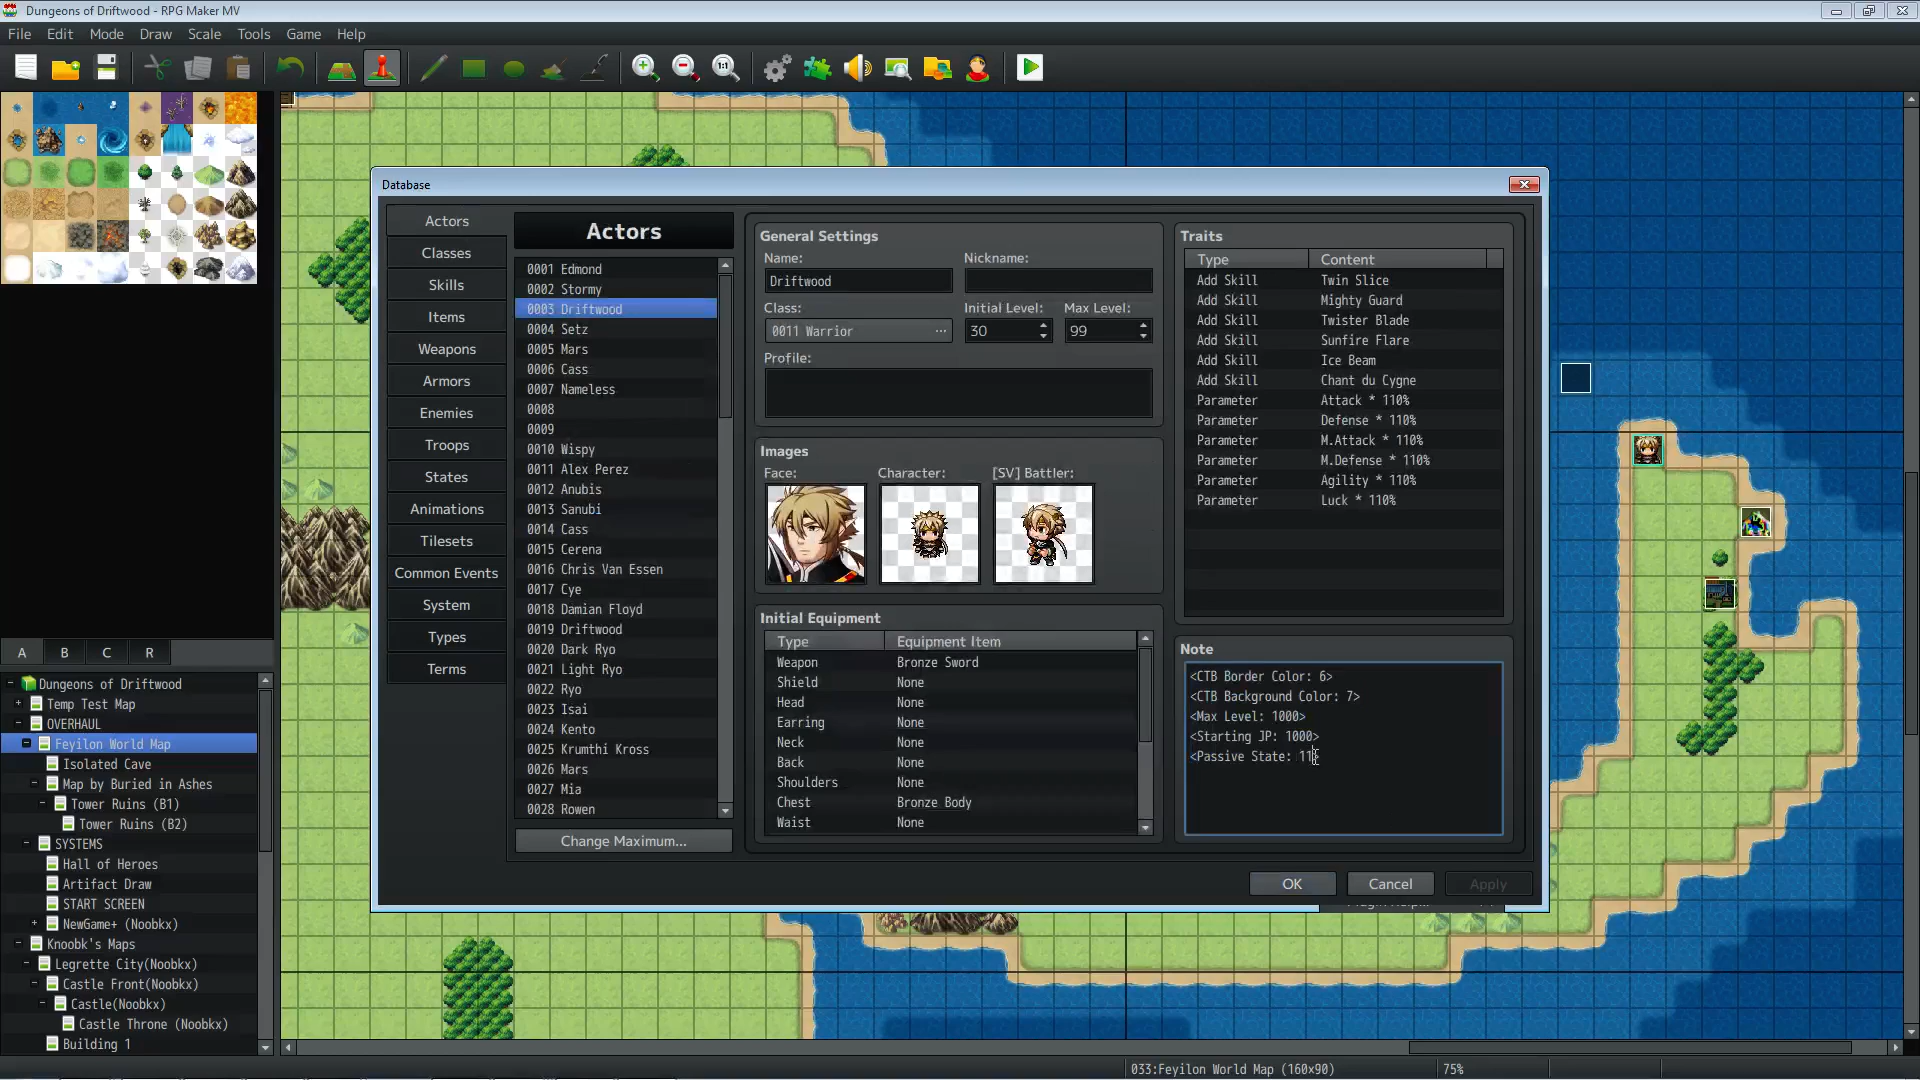 Dungeons of Driftwood - RPG Maker MV
File Edit Mode Draw Scale Tools Game Help
1:1
A B C R
Dungeons of Driftwood
Temp Test Map
OVERHAUL
Feyilon World Map
Isolated Cave
Map by Buried in Ashes
Tower Ruins (B1)
Tower Ruins (B2)
SYSTEMS
Hall of Heroes
Artifact Draw
START SCREEN
NewGame+ (Noobkx)
Knoobk's Maps
Legrette City(Noobkx)
Castle Front(Noobkx)
Castle(Noobkx)
Castle Throne (Noobkx)
Building 1
Database
Actors
Classes
Skills
Items
Weapons
Armors
Enemies
Troops
States
Animations
Tilesets
Common Events
System
Types
Terms
Actors
0001 Edmond
0002 Stormy
0003 Driftwood
0004 Setz
0005 Mars
0006 Cass
0007 Nameless
0008
0009
0010 Wispy
0011 Alex Perez
0012 Anubis
0013 Sanubi
0014 Cass
0015 Cerena
0016 Chris Van Essen
0017 Cye
0018 Damian Floyd
0019 Driftwood
0020 Dark Ryo
0021 Light Ryo
0022 Ryo
0023 Isai
0024 Kento
0025 Krumthi Kross
0026 Mars
0027 Mia
0028 Rowen
Change Maximum...
General Settings
Name: Nickname:
Driftwood
Class: Initial Level: Max Level:
0011 Warrior ... 30 99
Profile:
Images
Face: Character: [SV] Battler:
Initial Equipment
Type Equipment Item
Weapon Bronze Sword
Shield None
Head None
Earring None
Neck None
Back None
Shoulders None
Chest Bronze Body
Waist None
Traits
Type Content
Add Skill Twin Slice
Add Skill Mighty Guard
Add Skill Twister Blade
Add Skill Sunfire Flare
Add Skill Ice Beam
Add Skill Chant du Cygne
Parameter Attack * 110%
Parameter Defense * 110%
Parameter M.Attack * 110%
Parameter M.Defense * 110%
Parameter Agility * 110%
Parameter Luck * 110%
Note
<CTB Border Color: 6>
<CTB Background Color: 7>
<Max Level: 1000>
<Starting JP: 1000>
<Passive State: 11
OK Cancel Apply
033:Feyilon World Map (160×90) 75%